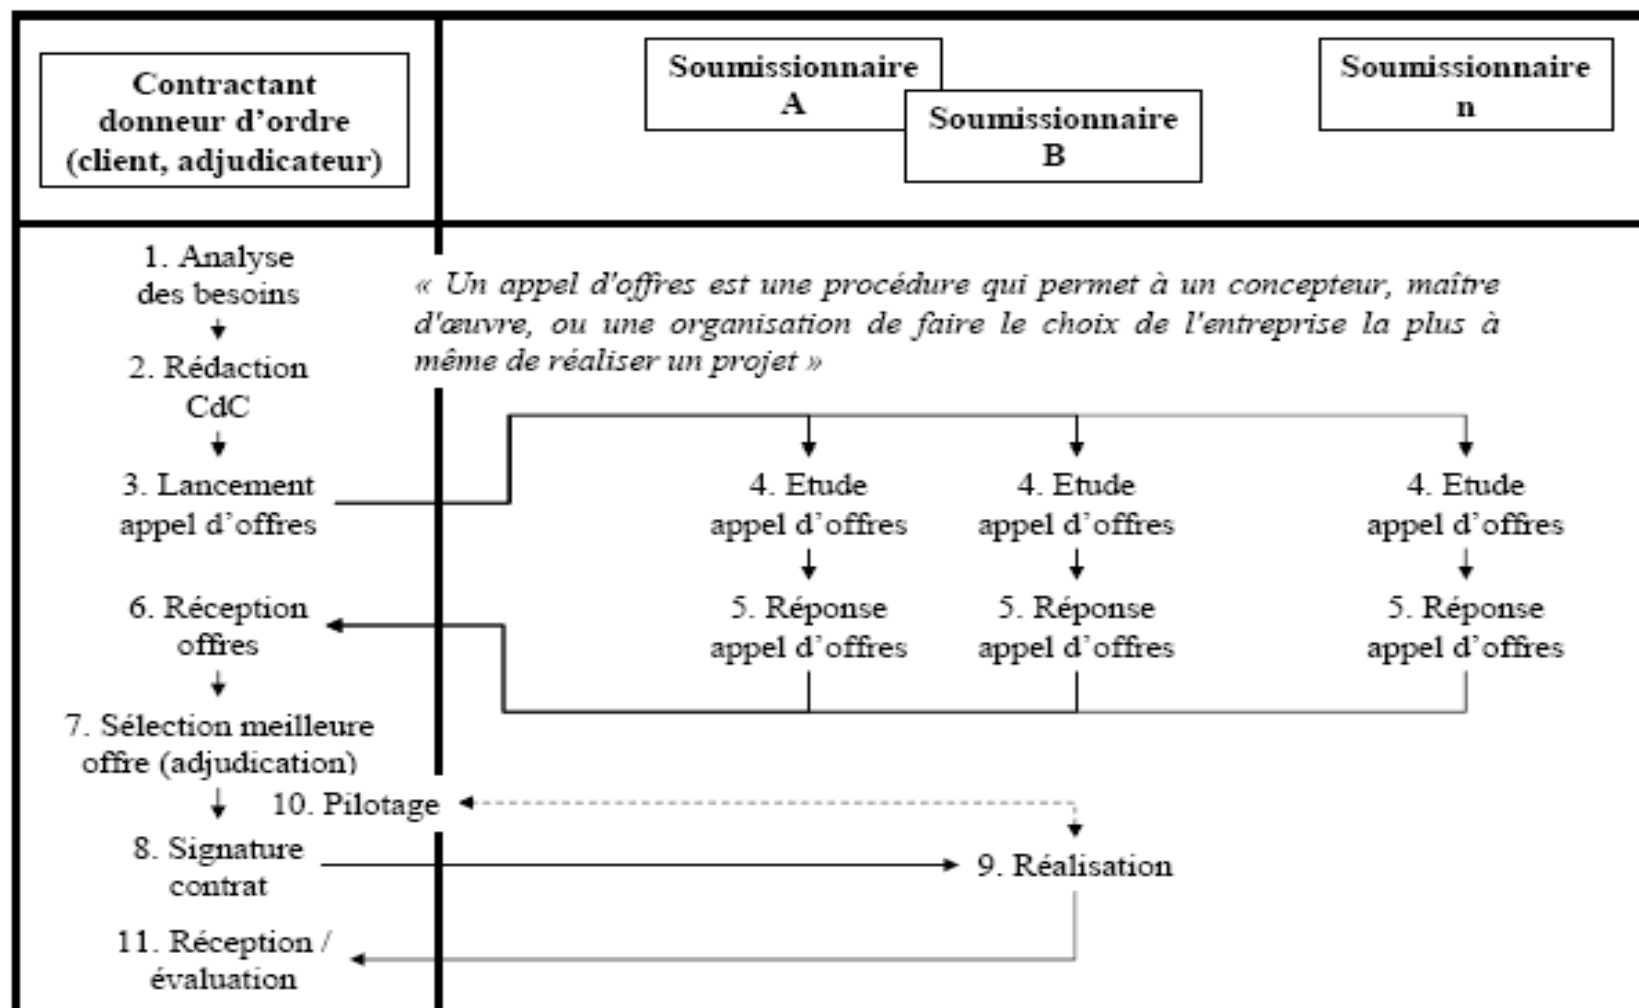 Contractant
donneur d'ordre
(client, adjudicateur)
Soumissionnaire
A
Soumissionnaire
B
Soumissionnaire
n
1. Analyse
des besoins
« Un appel d'offres est une procédure qui permet à un concepteur, maître
d'œuvre, ou une organisation de faire le choix de l'entreprise la plus à
même de réaliser un projet »
2. Rédaction
CdC
3. Lancement
appel d'offres
4. Etude
appel d'offres
4. Etude
appel d'offres
4. Etude
appel d'offres
5. Réponse
appel d'offres
5. Réponse
appel d'offres
5. Réponse
appel d'offres
6. Réception
offres
7. Sélection meilleure
offre (adjudication)
10. Pilotage
8. Signature
contrat
9. Réalisation
11. Réception /
évaluation